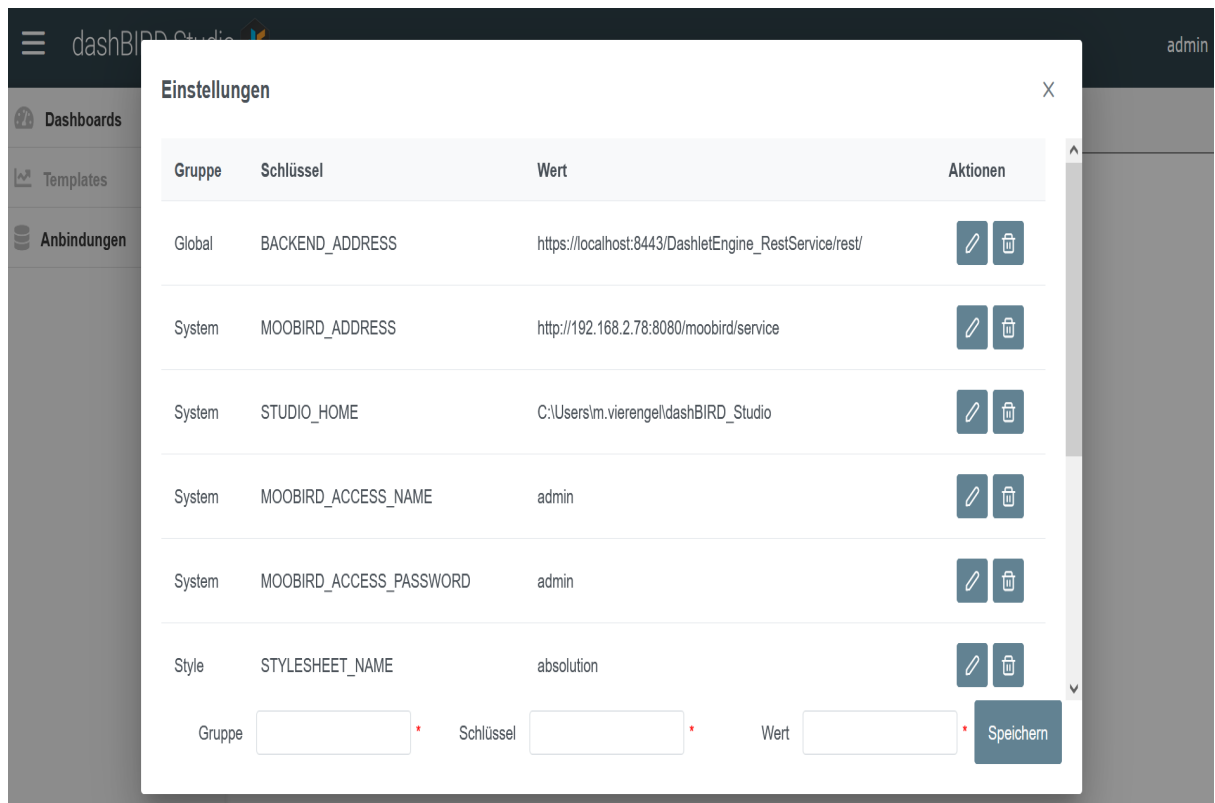 dashBIRD Studio
admin
Einstellungen
X
Dashboards
Templates
Anbindungen
Gruppe Schlüssel Wert Aktionen
Global BACKEND_ADDRESS https://localhost:8443/DashletEngine_RestService/rest/
System MOOBIRD_ADDRESS http://192.168.2.78:8080/moobird/service
System STUDIO_HOME C:\Users\m.vierengel\dashBIRD_Studio
System MOOBIRD_ACCESS_NAME admin
System MOOBIRD_ACCESS_PASSWORD admin
Style STYLESHEET_NAME absolution
Gruppe * Schlüssel * Wert * Speichern